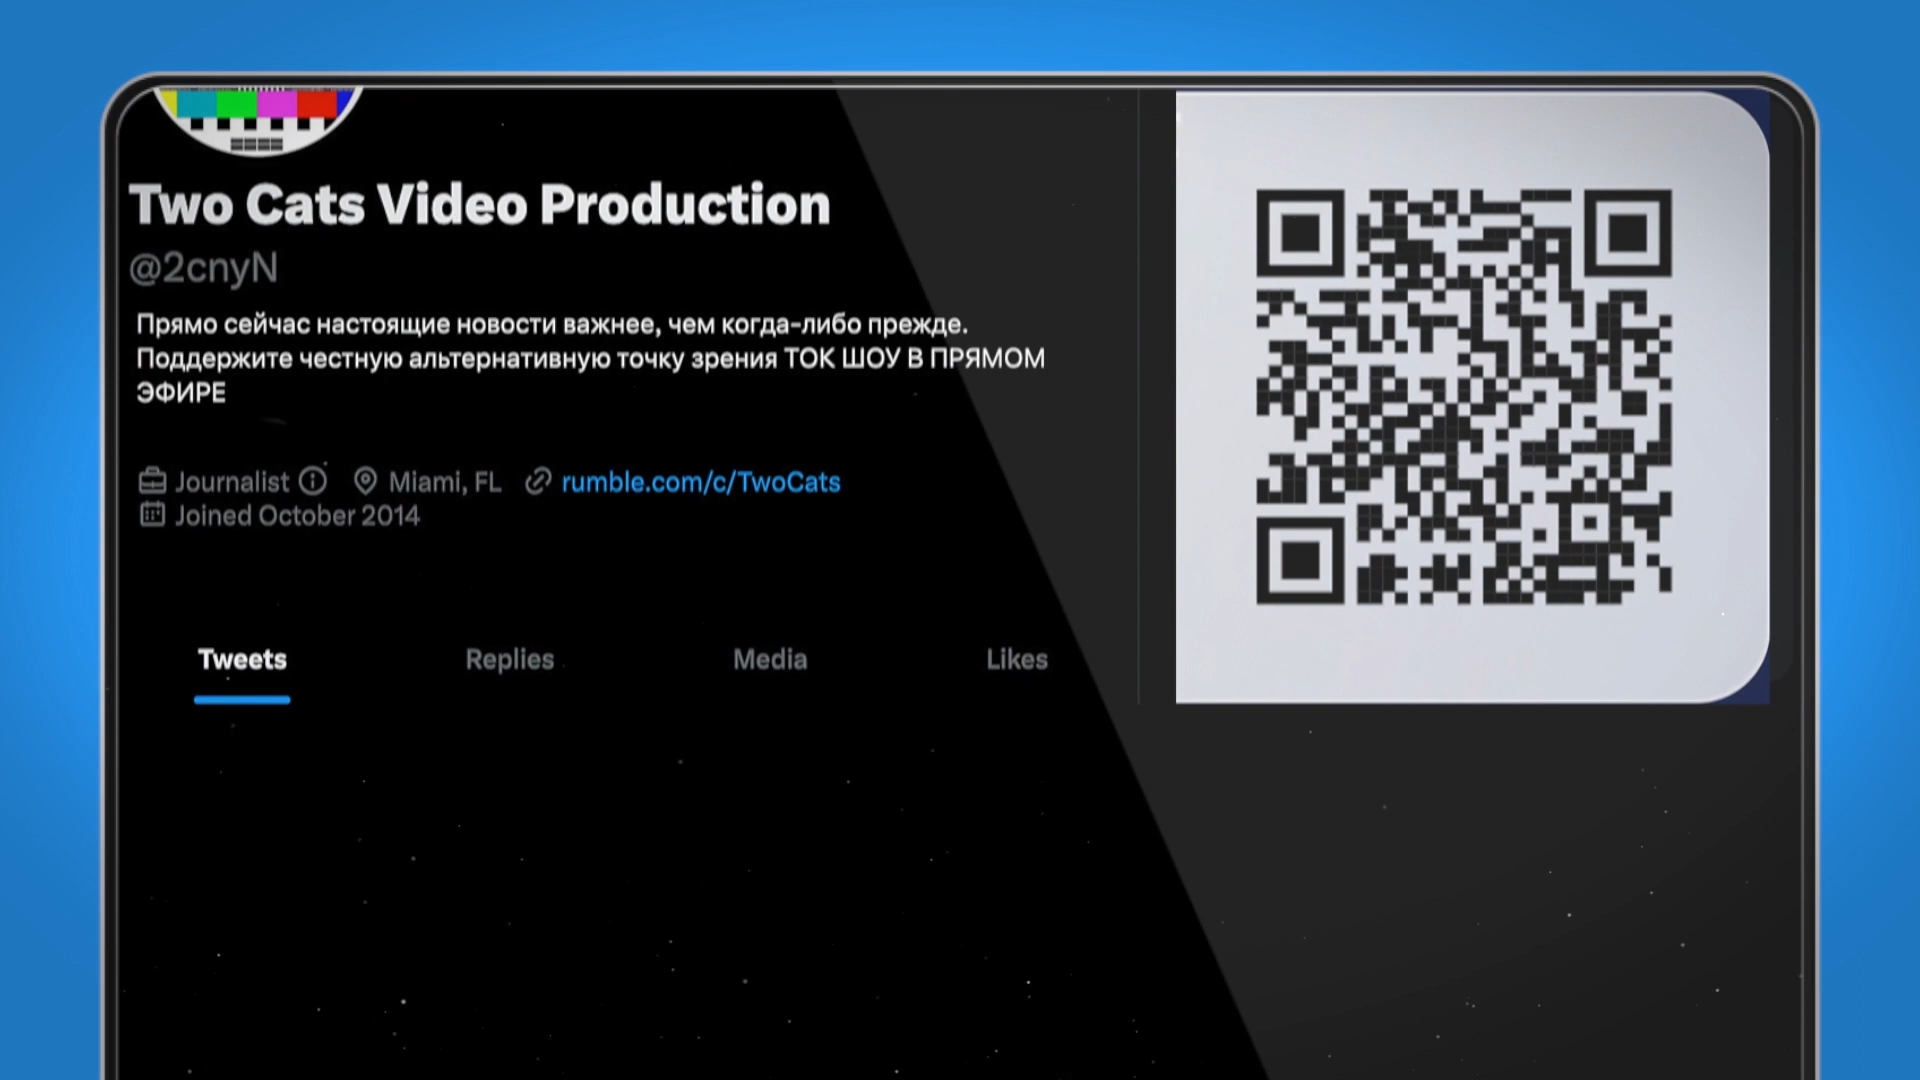 Two Cats Video Production
@2cnyN
Прямо сейчас настоящие новости важнее, чем когда-либо прежде.
Поддержите честную альтернативную точку зрения ТОК ШОУ В ПРЯМОМ
ЭФИРЕ
Journalist Miami, FL rumble.com/c/TwoCats
Joined October 2014
Tweets Replies Media Likes